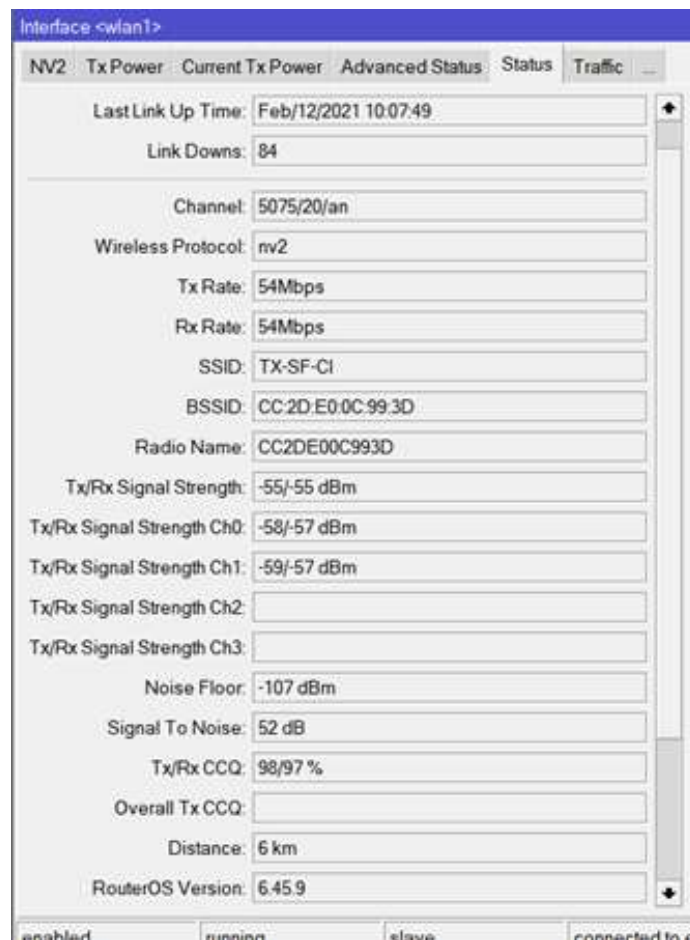 Interface <wlan1>
NV2 Tx Power Current Tx Power Advanced Status Status Traffic ...
Last Link Up Time: Feb/12/2021 10:07:49
Link Downs: 84
Channel: 5075/20/an
Wireless Protocol: nv2
Tx Rate: 54Mbps
Rx Rate: 54Mbps
SSID: TX-SF-CI
BSSID: CC:2D:E0:0C:99:3D
Radio Name: CC2DE00C993D
Tx/Rx Signal Strength: -55/-55 dBm
Tx/Rx Signal Strength Ch0: -58/-57 dBm
Tx/Rx Signal Strength Ch1: -59/-57 dBm
Tx/Rx Signal Strength Ch2:
Tx/Rx Signal Strength Ch3:
Noise Floor: -107 dBm
Signal To Noise: 52 dB
Tx/Rx CCQ: 98/97 %
Overall Tx CCQ:
Distance: 6 km
RouterOS Version: 6.45.9
enabled running slave connected to